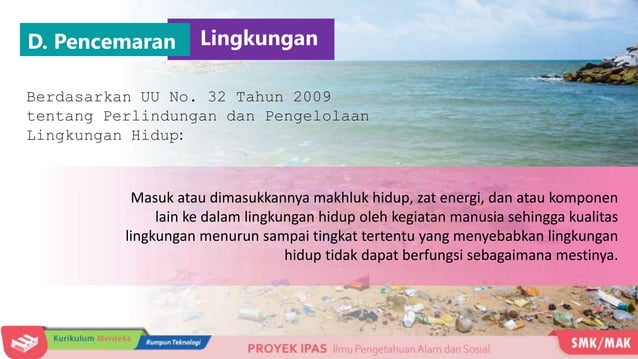 D. Pencemaran Lingkungan
Berdasarkan UU No. 32 Tahun 2009
tentang Perlindungan dan Pengelolaan
Lingkungan Hidup:
Masuk atau dimasukkannya makhluk hidup, zat energi, dan atau komponen
lain ke dalam lingkungan hidup oleh kegiatan manusia sehingga kualitas
lingkungan menurun sampai tingkat tertentu yang menyebabkan lingkungan
hidup tidak dapat berfungsi sebagaimana mestinya.
Kurikulum Merdeka Rumpun Teknologi PROYEK IPAS Ilmu Pengetahuan Alam dan Sosial SMK/MAK